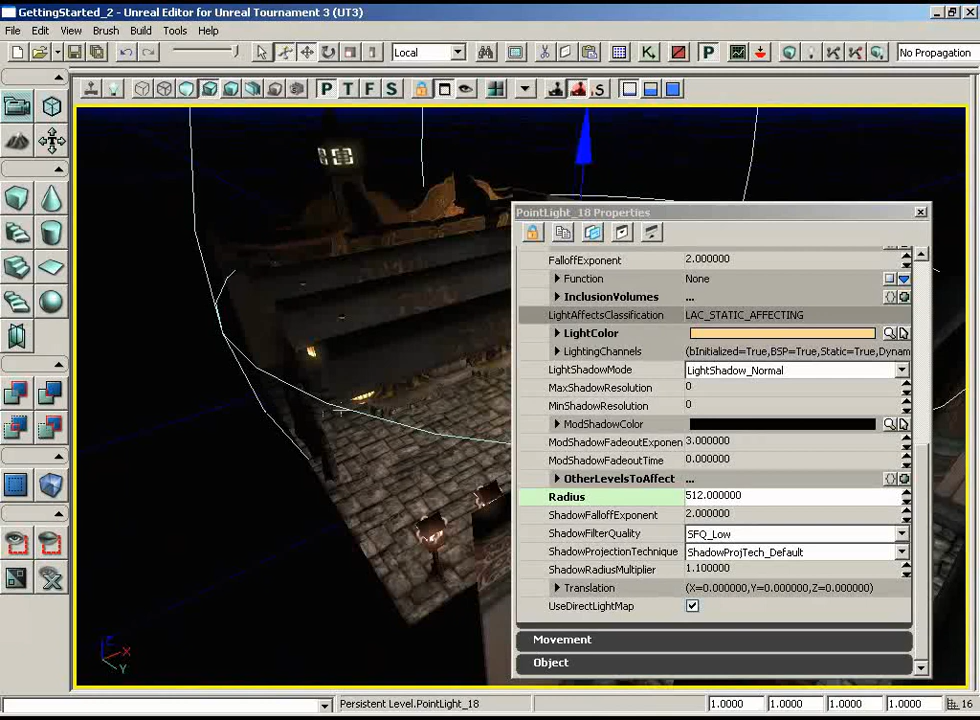 GettingStarted_2 - Unreal Editor for Unreal Tournament 3 (UT3)
File Edit View Brush Build Tools Help
Local No Propagation
P T F S
PointLight_18 Properties
FalloffExponent 2.000000
Function None
InclusionVolumes ...
LightAffectsClassification LAC_STATIC_AFFECTING
LightColor
LightingChannels (bInitialized=True,BSP=True,Static=True,Dynam
LightShadowMode LightShadow_Normal
MaxShadowResolution 0
MinShadowResolution 0
ModShadowColor
ModShadowFadeoutExponen 3.000000
ModShadowFadeoutTime 0.000000
OtherLevelsToAffect ...
Radius 512.000000
ShadowFalloffExponent 2.000000
ShadowFilterQuality SFQ_Low
ShadowProjectionTechnique ShadowProjTech_Default
ShadowRadiusMultiplier 1.100000
Translation (X=0.000000,Y=0.000000,Z=0.000000)
UseDirectLightMap
Movement
Object
Z X Y
Persistent Level.PointLight_18 1.0000 1.0000 1.0000 1.0000 16